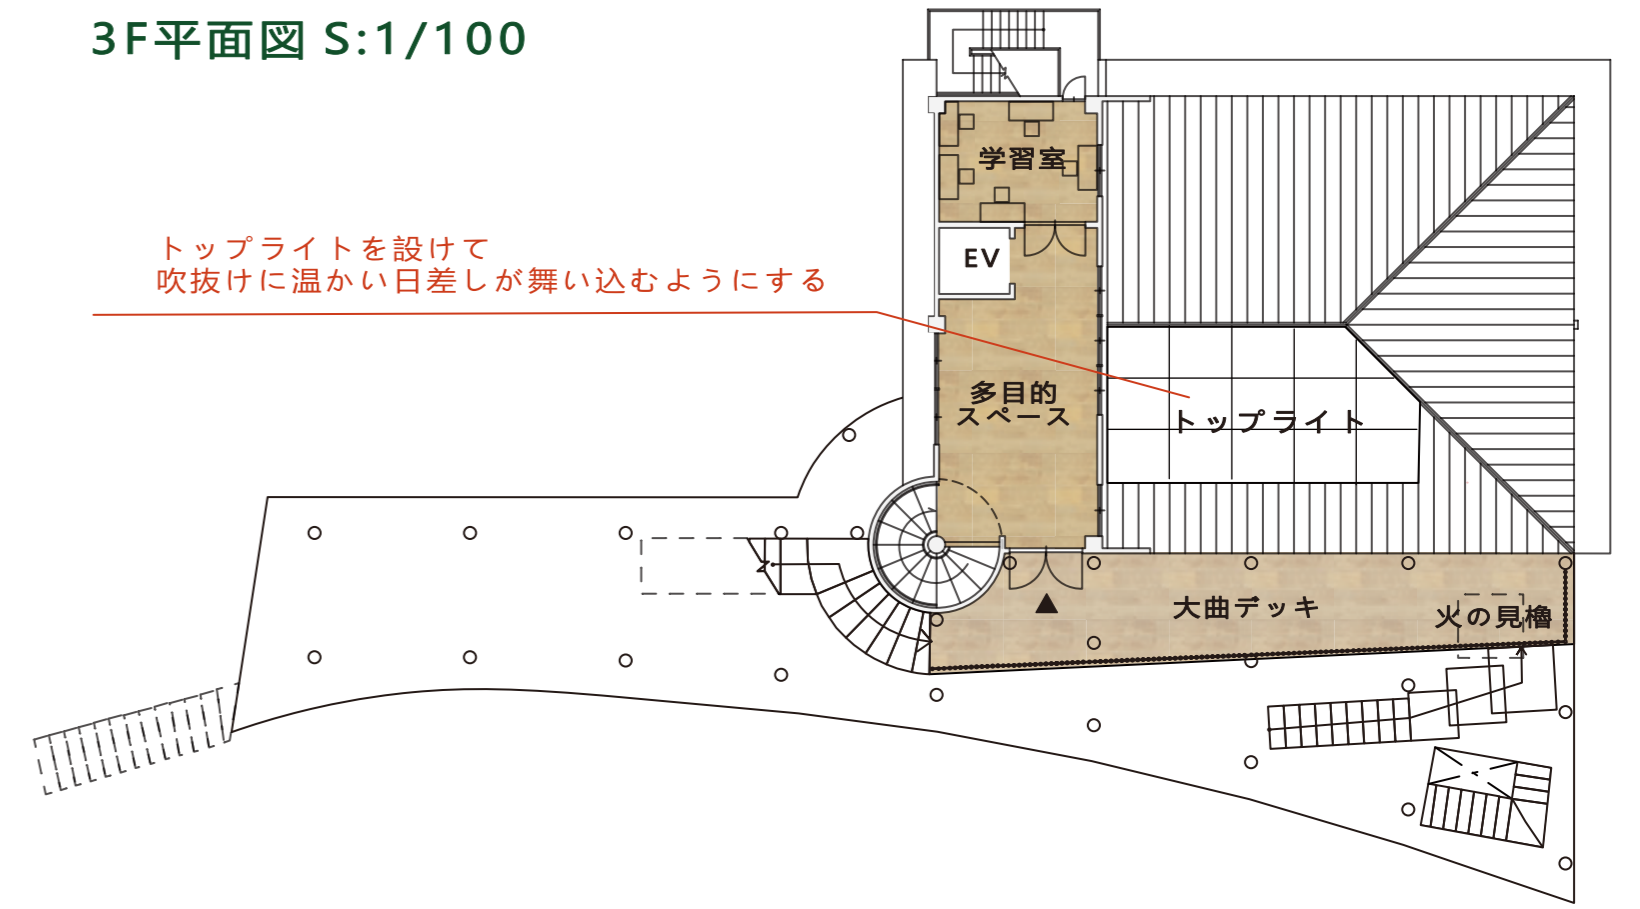 3F平面図 S:1/100
学習室
トップライトを設けて
吹抜けに温かい日差しが舞い込むようにする
EV
多目的
スペース
トップライト
大曲デッキ
火の見櫓